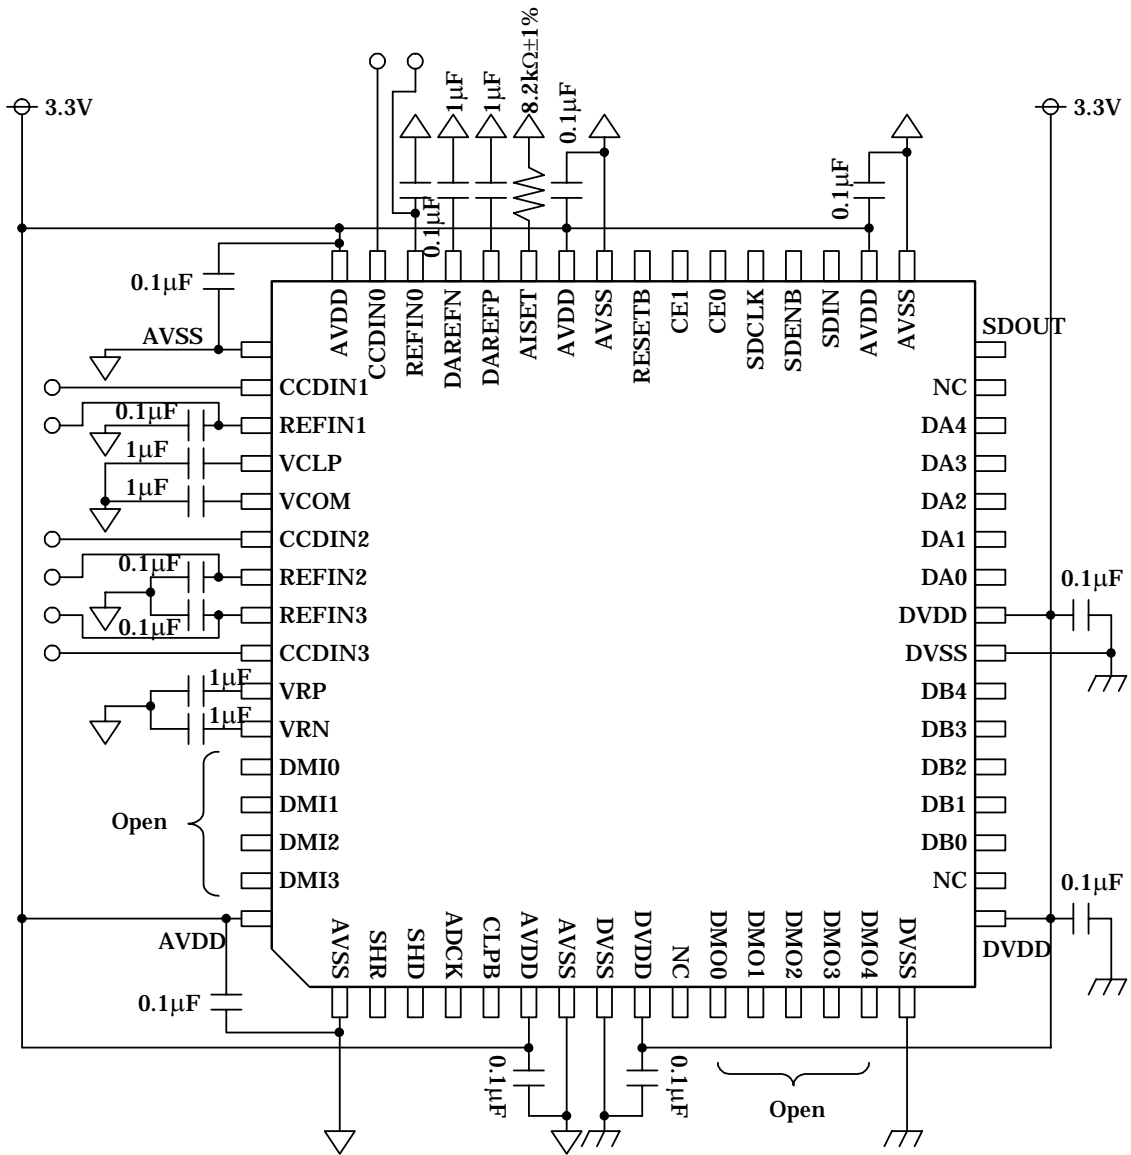 8.2kΩ±1%
1μF
1μF
0.1μF
3.3V
3.3V
0.1μF
0.1μF
0.1μF
AVDD
CCDIN0
REFIN0
DAREFN
DAREFP
AISET
AVDD
AVSS
RESETB
CE1
CE0
SDCLK
SDENB
SDIN
AVDD
AVSS
AVSS
SDOUT
CCDIN1
NC
0.1μF
REFIN1
DA4
1μF
VCLP
DA3
1μF
VCOM
DA2
CCDIN2
DA1
0.1μF
REFIN2
DA0
0.1μF
REFIN3
DVDD
0.1μF
CCDIN3
DVSS
1μF
VRP
DB4
1μF
VRN
DB3
DMI0
DB2
DMI1
DB1
Open
DMI2
DB0
DMI3
NC
0.1μF
AVDD
DVDD
AVSS
SHR
SHD
ADCK
CLPB
AVDD
AVSS
DVSS
DVDD
NC
DMO0
DMO1
DMO2
DMO3
DMO4
DVSS
0.1μF
0.1μF
0.1μF
Open